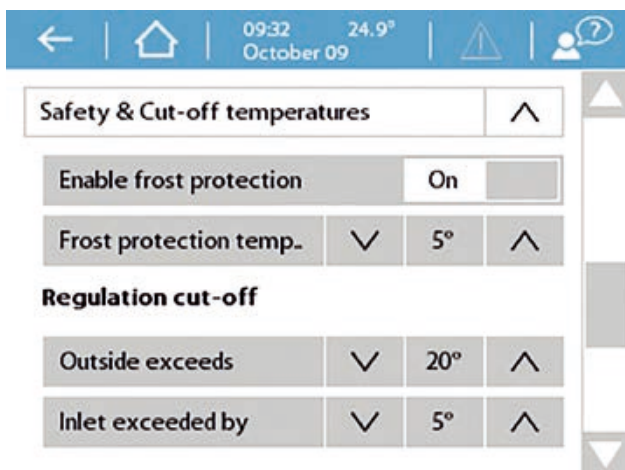 09:32 24.9°
October 09
?
Safety & Cut-off temperatures
Enable frost protection On
Frost protection temp. 5°
Regulation cut-off
Outside exceeds 20°
Inlet exceeded by 5°